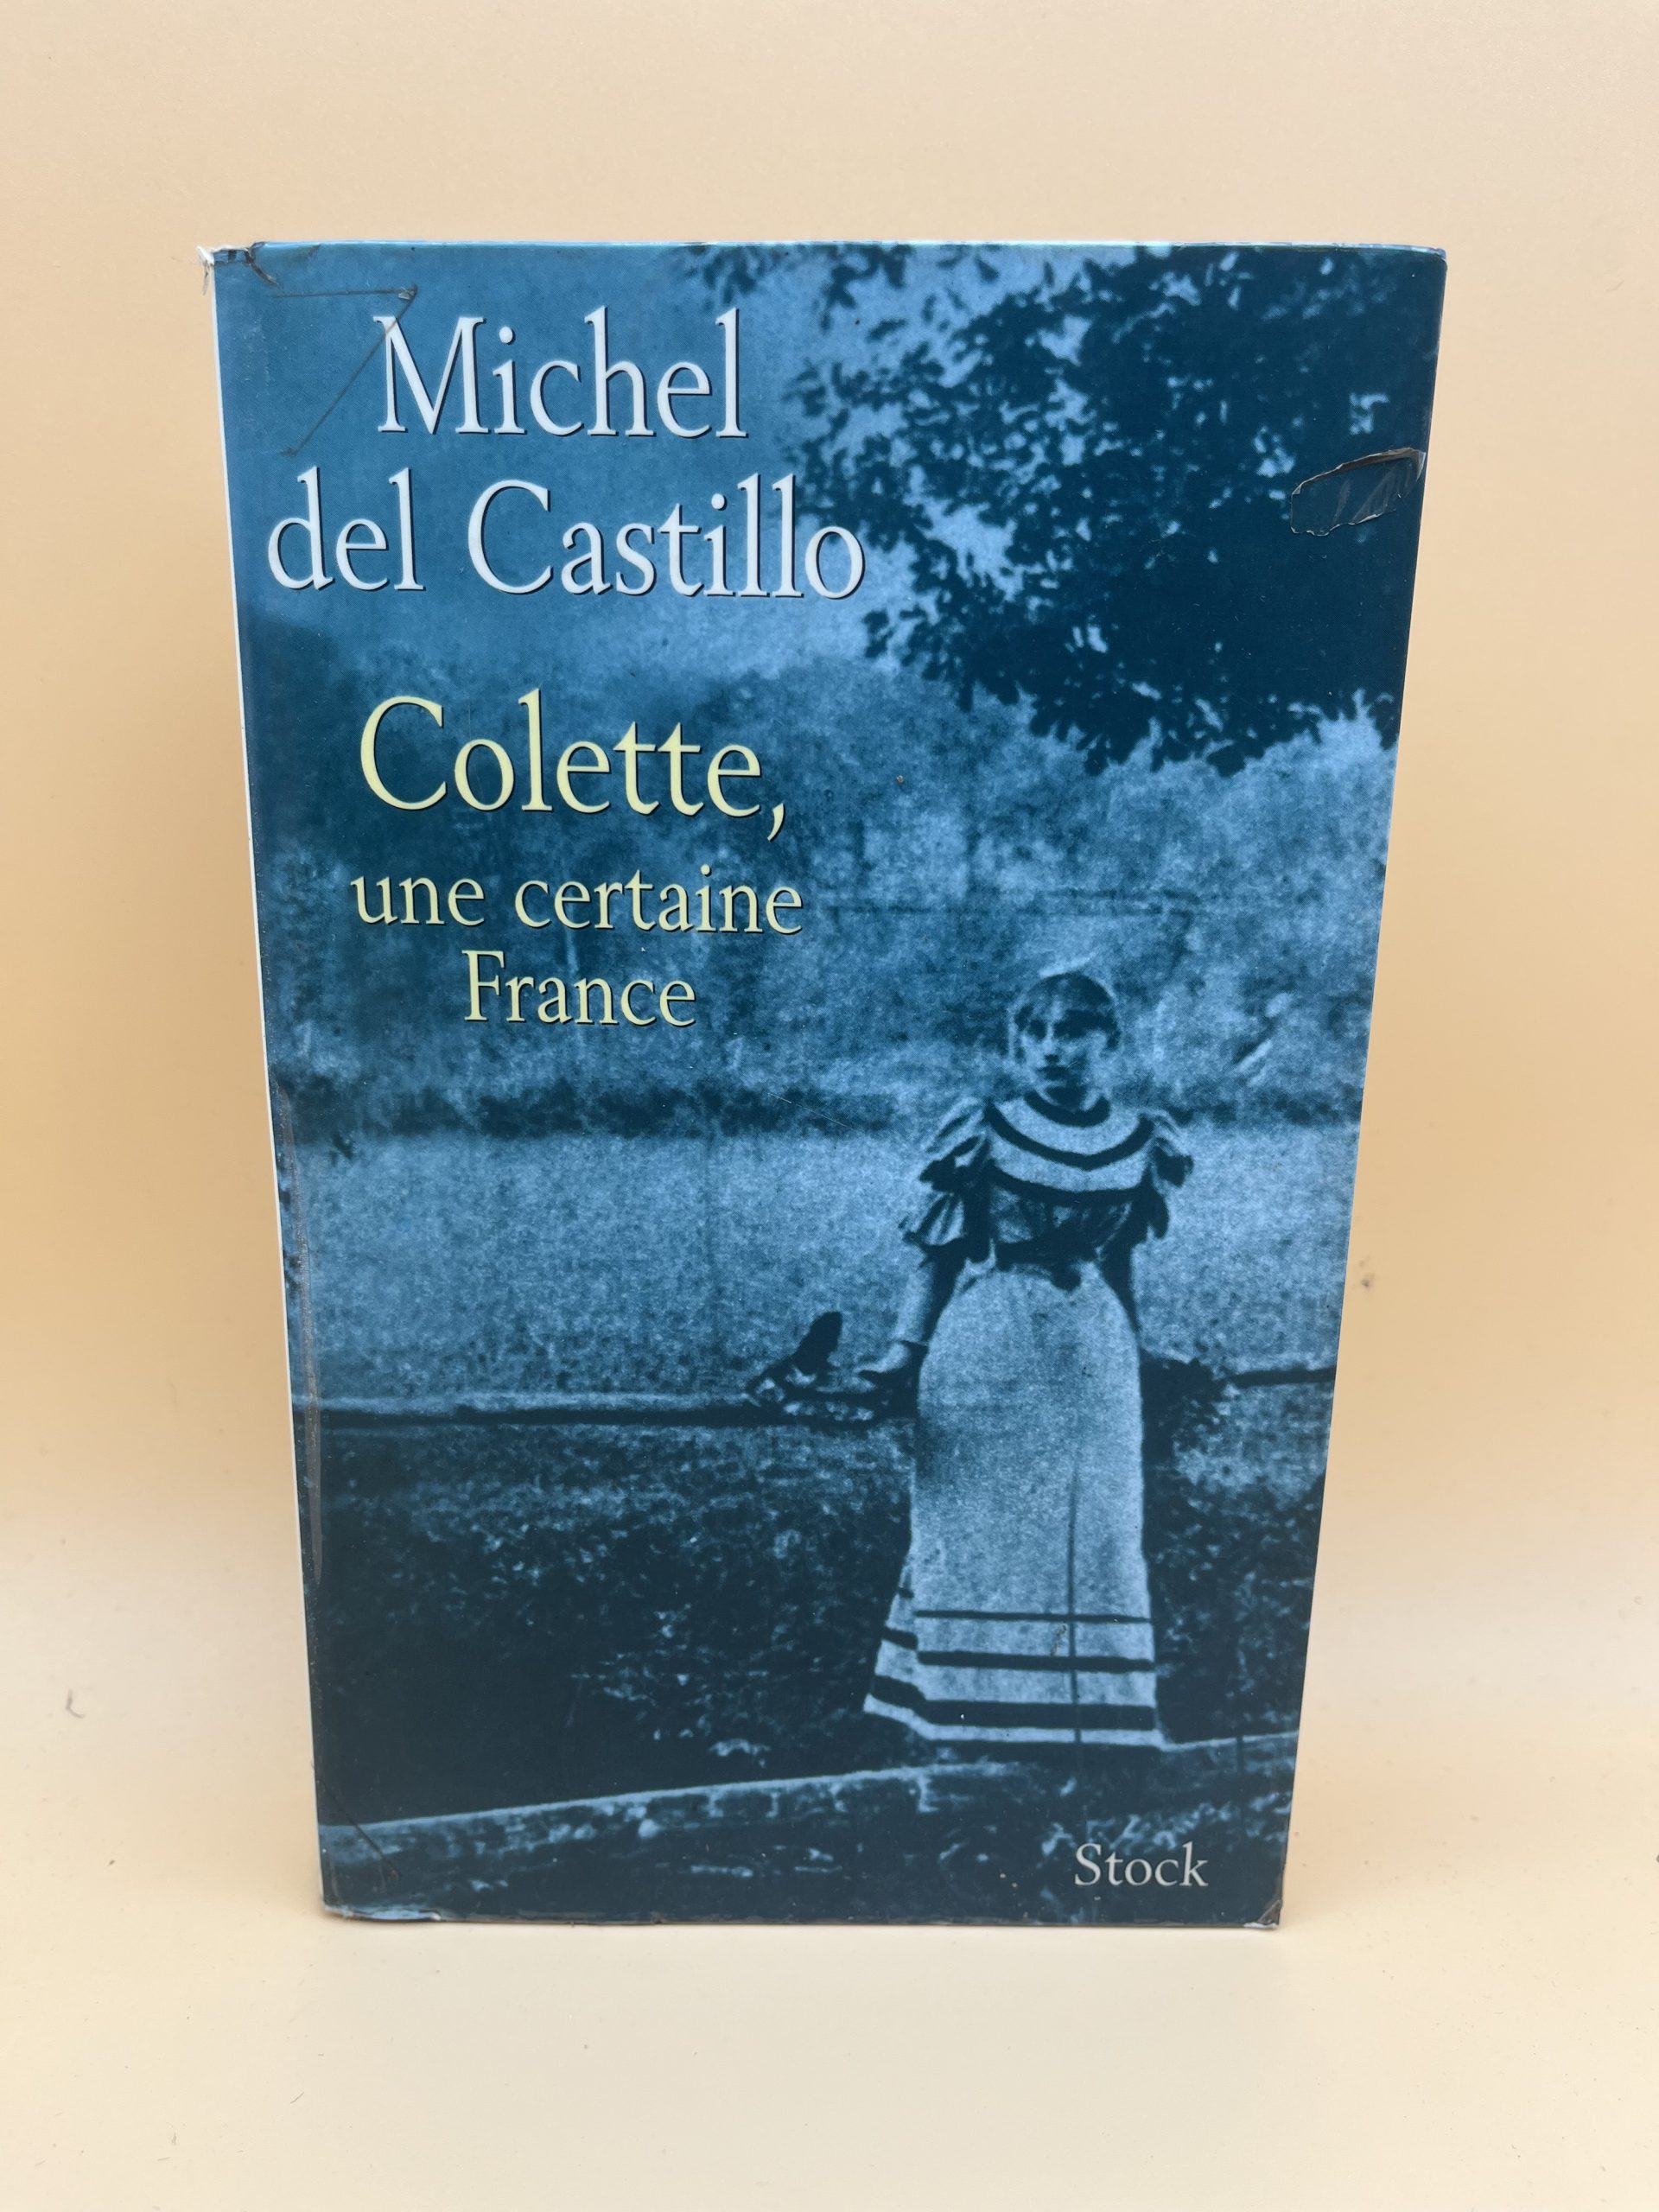 Michel
del Castillo
Colette,
une certaine
France
Stock